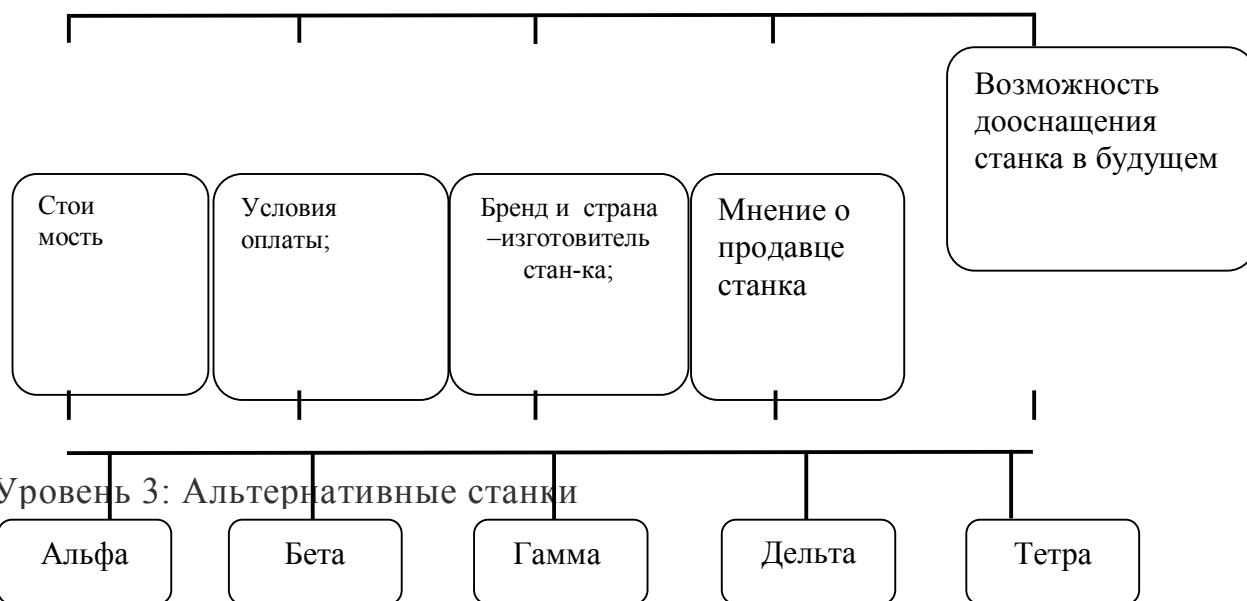 Возможность
дооснащения
станка в будущем
Стои
мость
Условия
оплаты;
Бренд и страна
–изготовитель
стан-ка;
Мнение о
продавце
станка
Уровень 3: Альтернативные станки
Альфа
Бета
Гамма
Дельта
Тетра